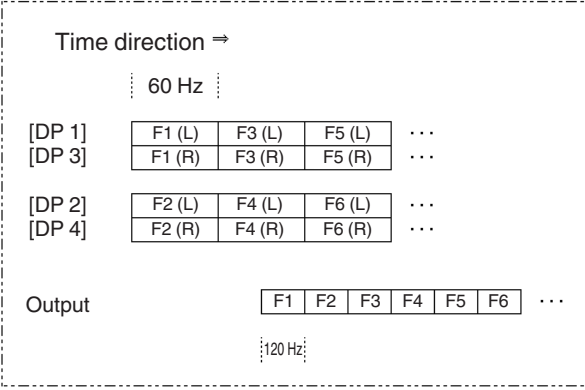 Time direction ⇒
60 Hz
[DP 1] F1 (L) F3 (L) F5 (L) ···
[DP 3] F1 (R) F3 (R) F5 (R) ···
[DP 2] F2 (L) F4 (L) F6 (L) ···
[DP 4] F2 (R) F4 (R) F6 (R) ···
Output F1 F2 F3 F4 F5 F6 ···
120 Hz